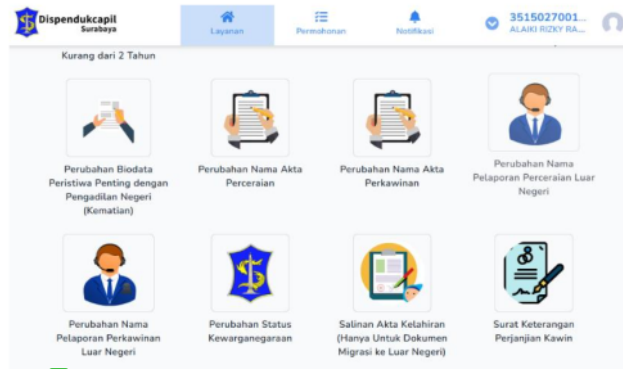 Dispendukcapil
Surabaya
Layanan
Permohonan
Notifikasi
3515027001...
ALAIKI RIZKY RA...
Kurang dari 2 Tahun
Perubahan Biodata
Peristiwa Penting dengan
Pengadilan Negeri
(Kematian)
Perubahan Nama Akta
Perceraian
Perubahan Nama Akta
Perkawinan
Perubahan Nama
Pelaporan Perceraian Luar
Negeri
Perubahan Nama
Pelaporan Perkawinan
Luar Negeri
Perubahan Status
Kewarganegaraan
Salinan Akta Kelahiran
(Hanya Untuk Dokumen
Migrasi ke Luar Negeri)
Surat Keterangan
Perjanjian Kawin